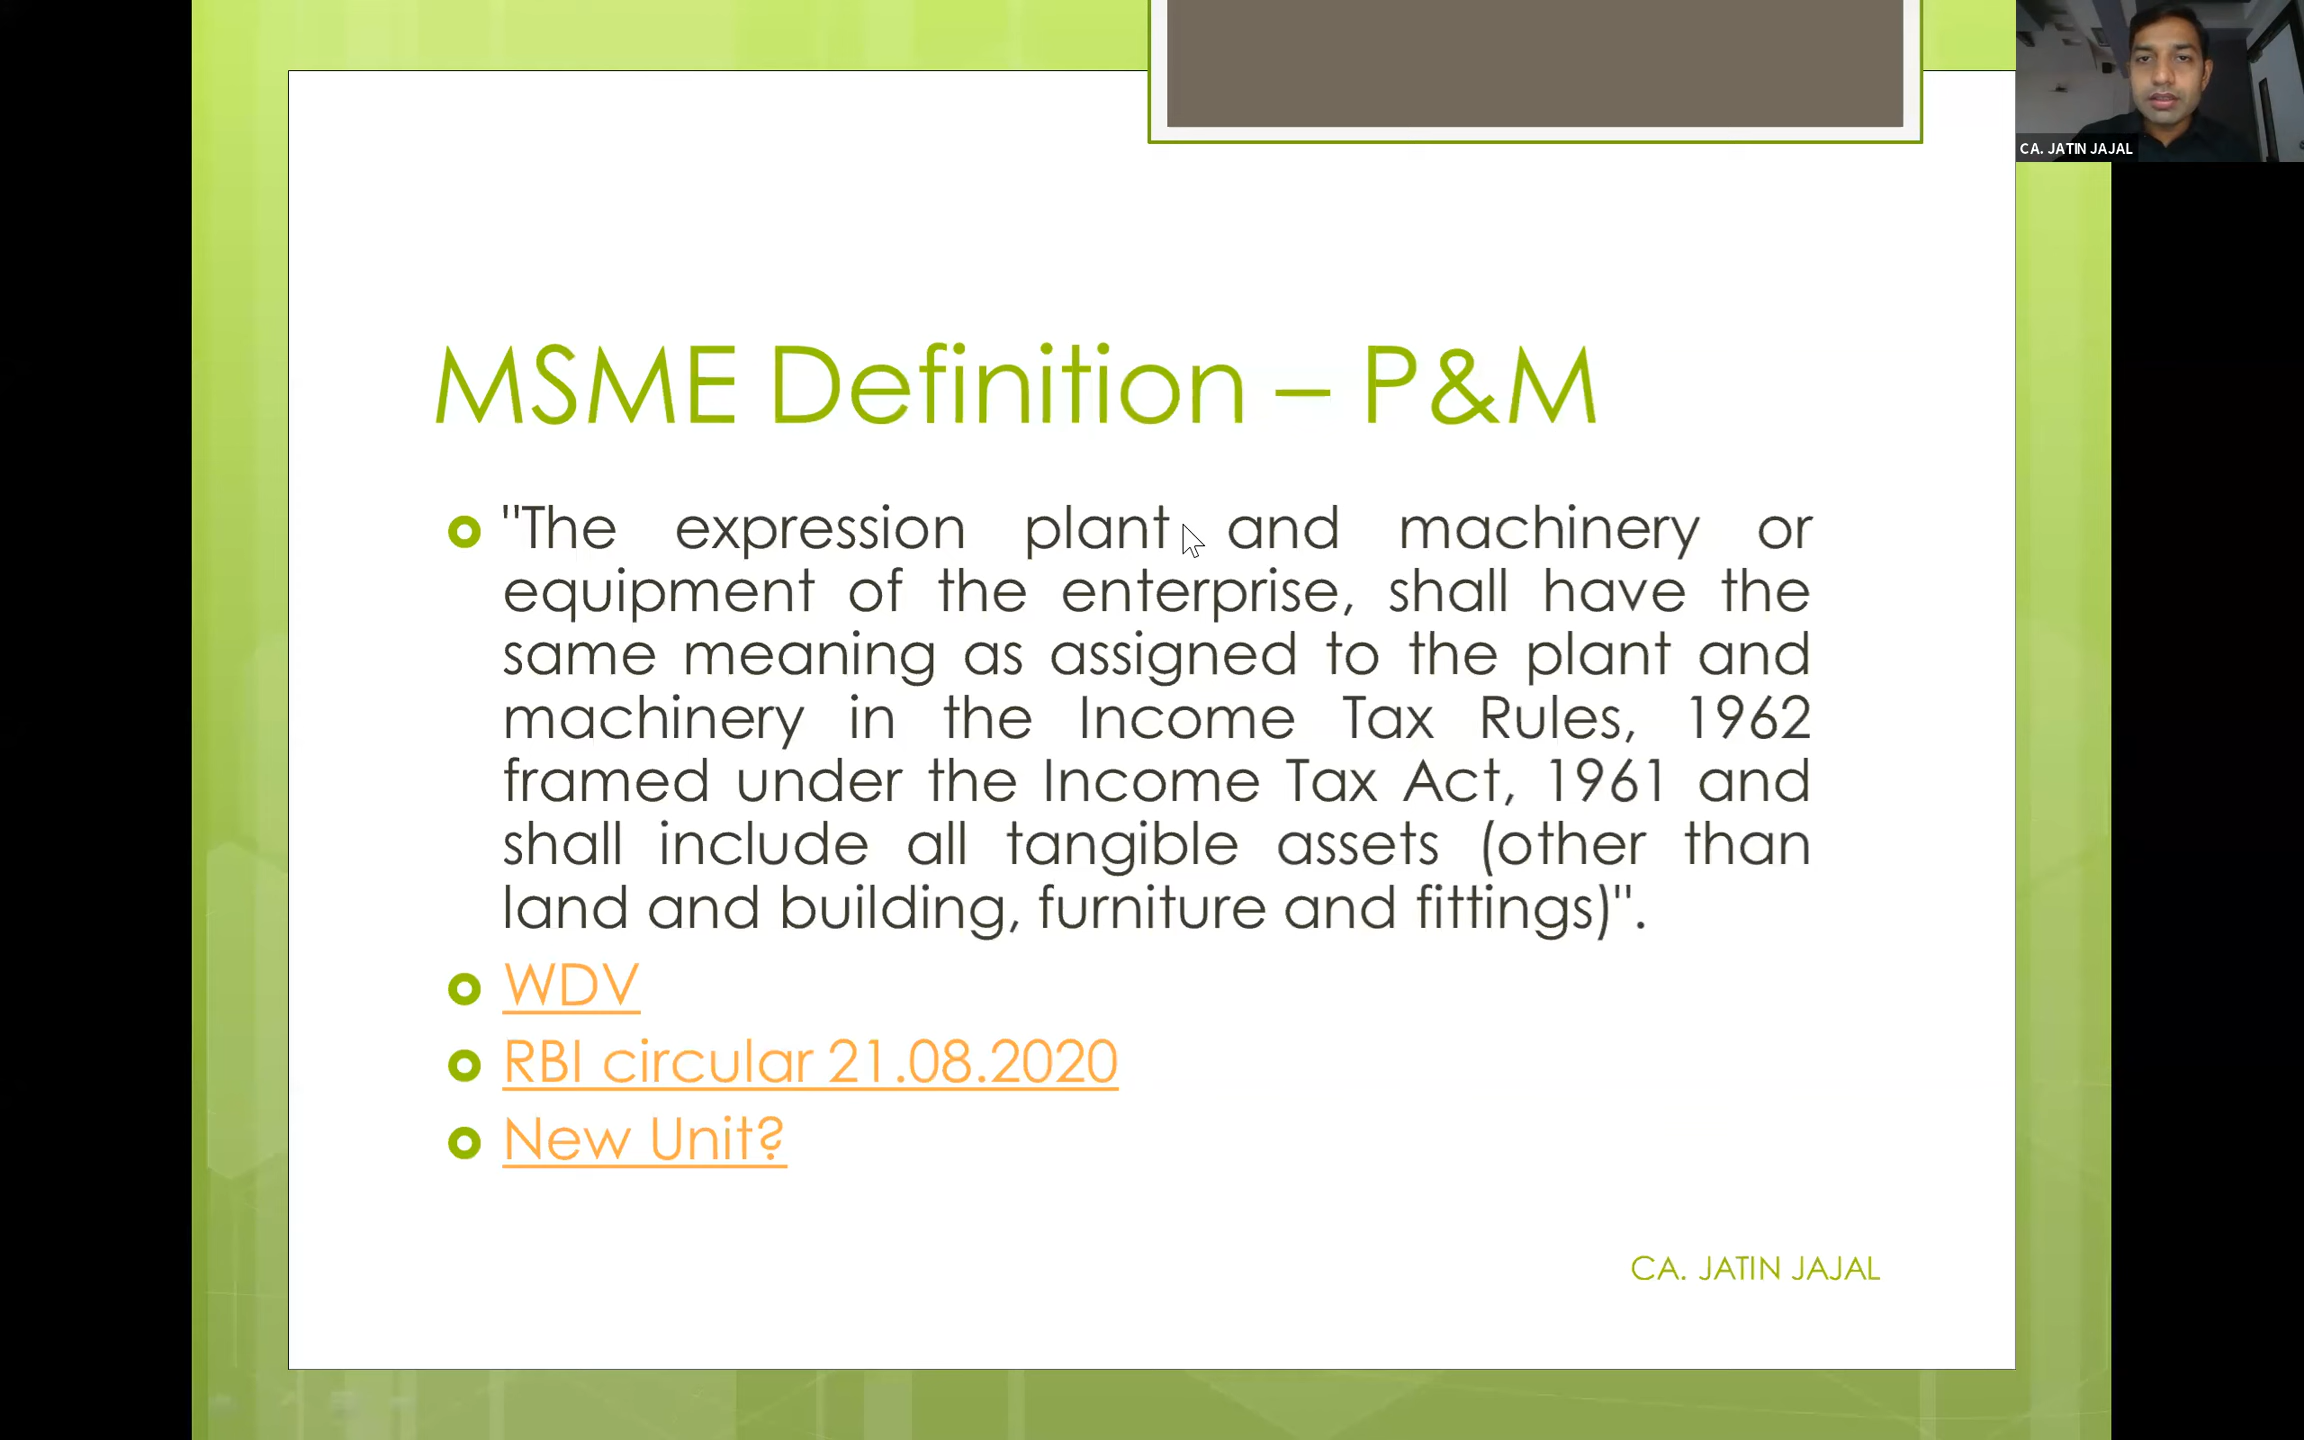 CA. JATIN JAJAL
MSME Definition – P&M
"The expression plant and machinery or
equipment of the enterprise, shall have the
same meaning as assigned to the plant and
machinery in the Income Tax Rules, 1962
framed under the Income Tax Act, 1961 and
shall include all tangible assets (other than
land and building, furniture and fittings)".
WDV
RBI circular 21.08.2020
New Unit?
CA. JATIN JAJAL